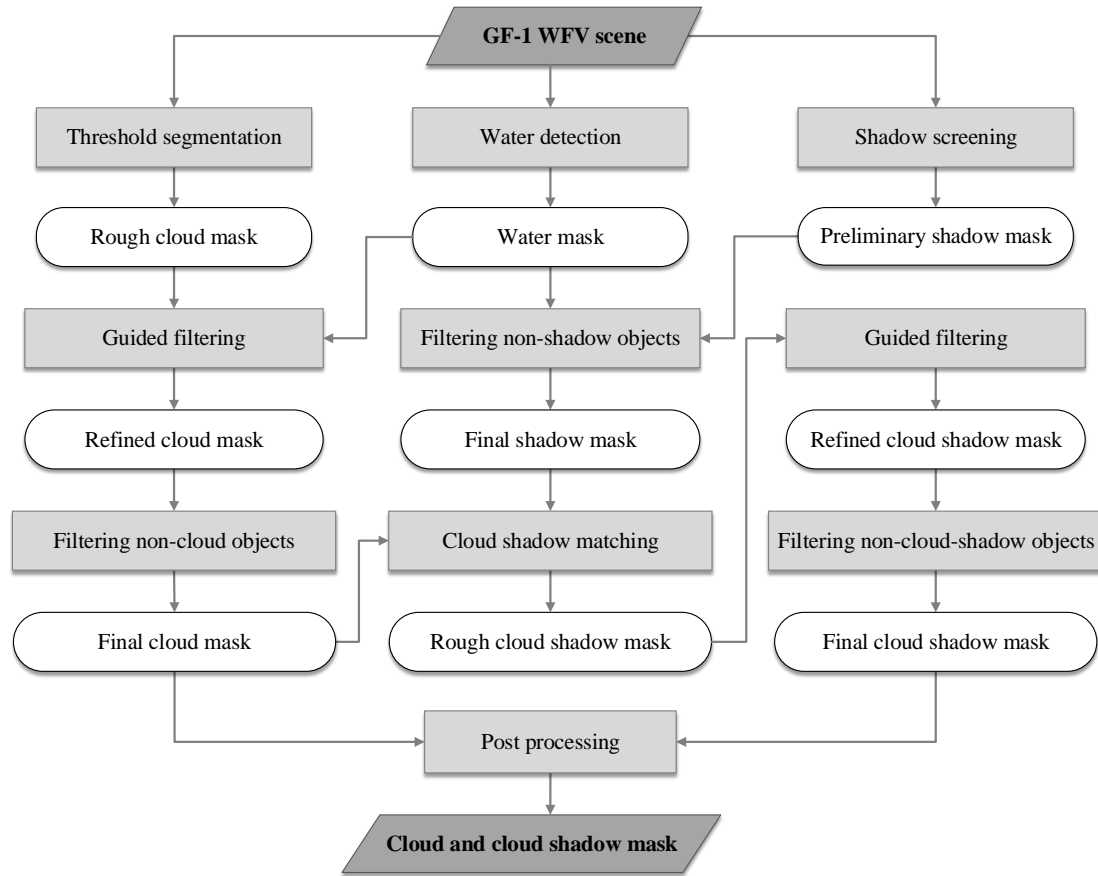 GF-1 WFV scene
Threshold segmentation
Water detection
Shadow screening
Rough cloud mask
Water mask
Preliminary shadow mask
Guided filtering
Filtering non-shadow objects
Guided filtering
Refined cloud mask
Final shadow mask
Refined cloud shadow mask
Filtering non-cloud objects
Cloud shadow matching
Filtering non-cloud-shadow objects
Final cloud mask
Rough cloud shadow mask
Final cloud shadow mask
Post processing
Cloud and cloud shadow mask